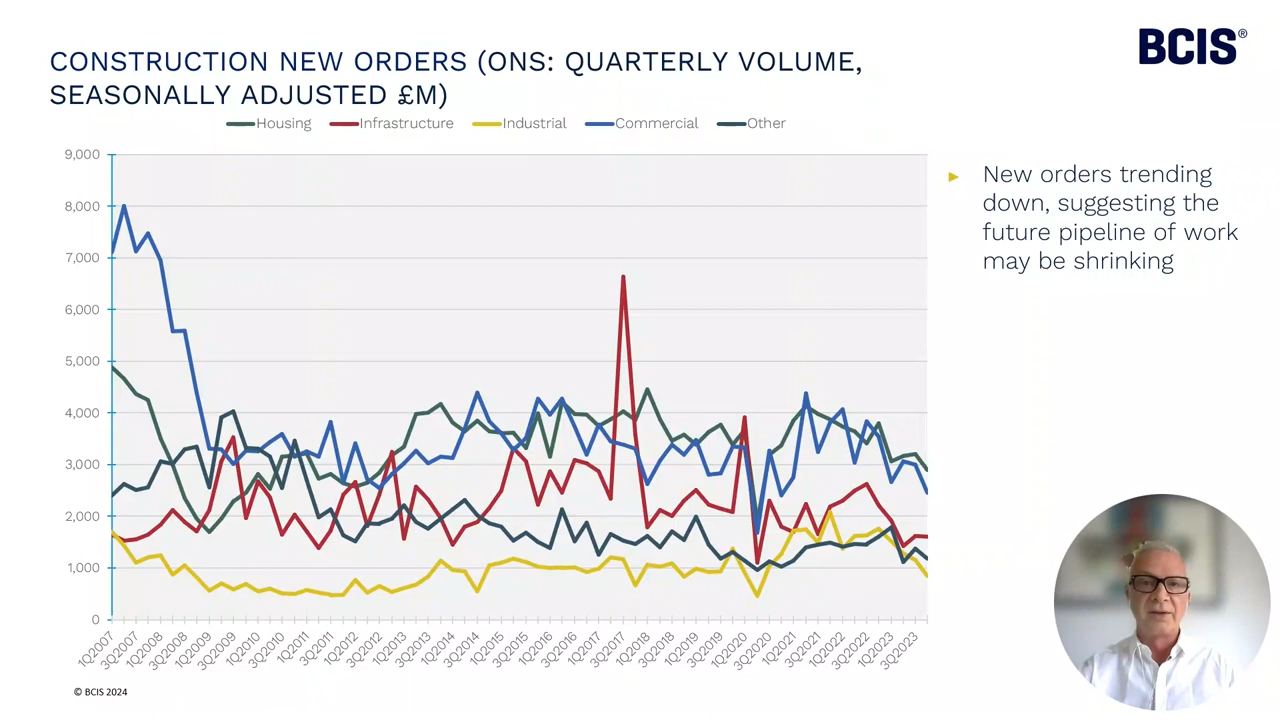 BCIS®
CONSTRUCTION NEW ORDERS (ONS: QUARTERLY VOLUME,
SEASONALLY ADJUSTED £M)
Housing Infrastructure Industrial Commercial Other
9,000
8,000
7,000
6,000
5,000
4,000
3,000
2,000
1,000
0
1Q2007 3Q2007 1Q2008 3Q2008 1Q2009 3Q2009 1Q2010 3Q2010 1Q2011 3Q2011 1Q2012 3Q2012 1Q2013 3Q2013 1Q2014 3Q2014 1Q2015 3Q2015 1Q2016 3Q2016 1Q2017 3Q2017 1Q2018 3Q2018 1Q2019 3Q2019 1Q2020 3Q2020 1Q2021 3Q2021 1Q2022 3Q2022 1Q2023 3Q2023
New orders trending
down, suggesting the
future pipeline of work
may be shrinking
© BCIS 2024